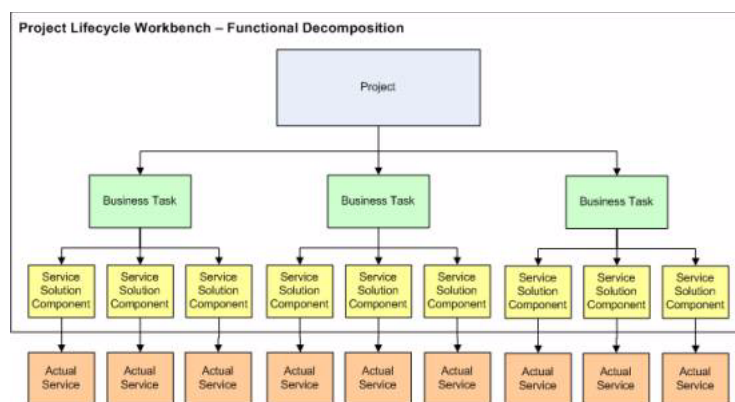 Project Lifecycle Workbench – Functional Decomposition
Project
Business Task
Business Task
Business Task
Service
Solution
Component
Service
Solution
Component
Service
Solution
Component
Service
Solution
Component
Service
Solution
Component
Service
Solution
Component
Service
Solution
Component
Service
Solution
Component
Service
Solution
Component
Actual
Service
Actual
Service
Actual
Service
Actual
Service
Actual
Service
Actual
Service
Actual
Service
Actual
Service
Actual
Service